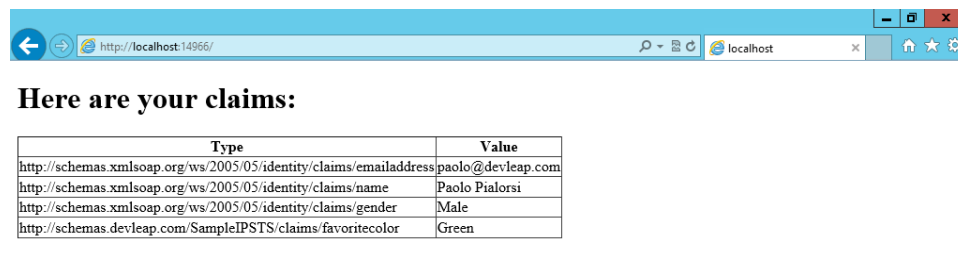 http://localhost:14966/
localhost
Here are your claims:
Type Value
http://schemas.xmlsoap.org/ws/2005/05/identity/claims/emailaddress paolo@devleap.com
http://schemas.xmlsoap.org/ws/2005/05/identity/claims/name Paolo Pialorsi
http://schemas.xmlsoap.org/ws/2005/05/identity/claims/gender Male
http://schemas.devleap.com/SampleIPSTS/claims/favoritecolor Green